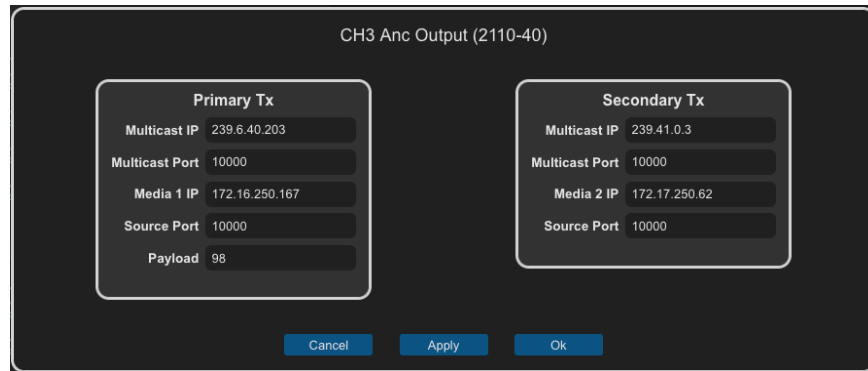 CH3 Anc Output (2110-40)
Primary Tx
Multicast IP 239.6.40.203
Multicast Port 10000
Media 1 IP 172.16.250.167
Source Port 10000
Payload 98
Secondary Tx
Multicast IP 239.41.0.3
Multicast Port 10000
Media 2 IP 172.17.250.62
Source Port 10000
Cancel Apply Ok